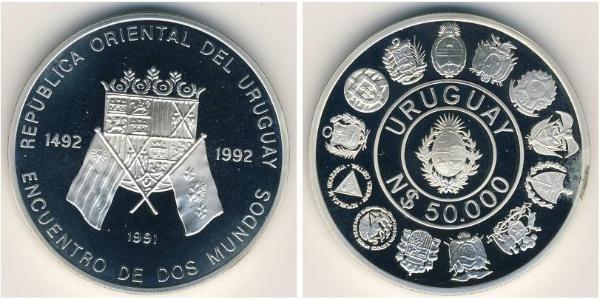 REPUBLICA ORIENTAL DEL URUGUAY
1492
1992
1991
ENCUENTRO DE DOS MUNDOS
URUGUAY
N$ 50.000